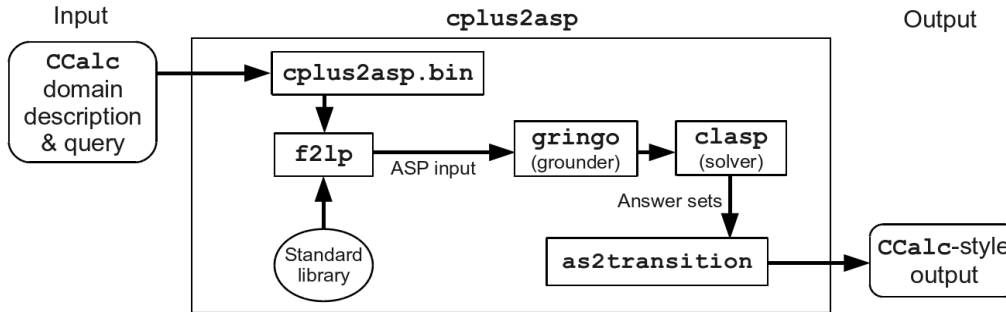 Input
cplus2asp
Output
CCalc
domain
description
& query
cplus2asp.bin
f2lp
ASP input
gringo
(grounder)
clasp
(solver)
Answer sets
Standard
library
as2transition
CCalc-style
output